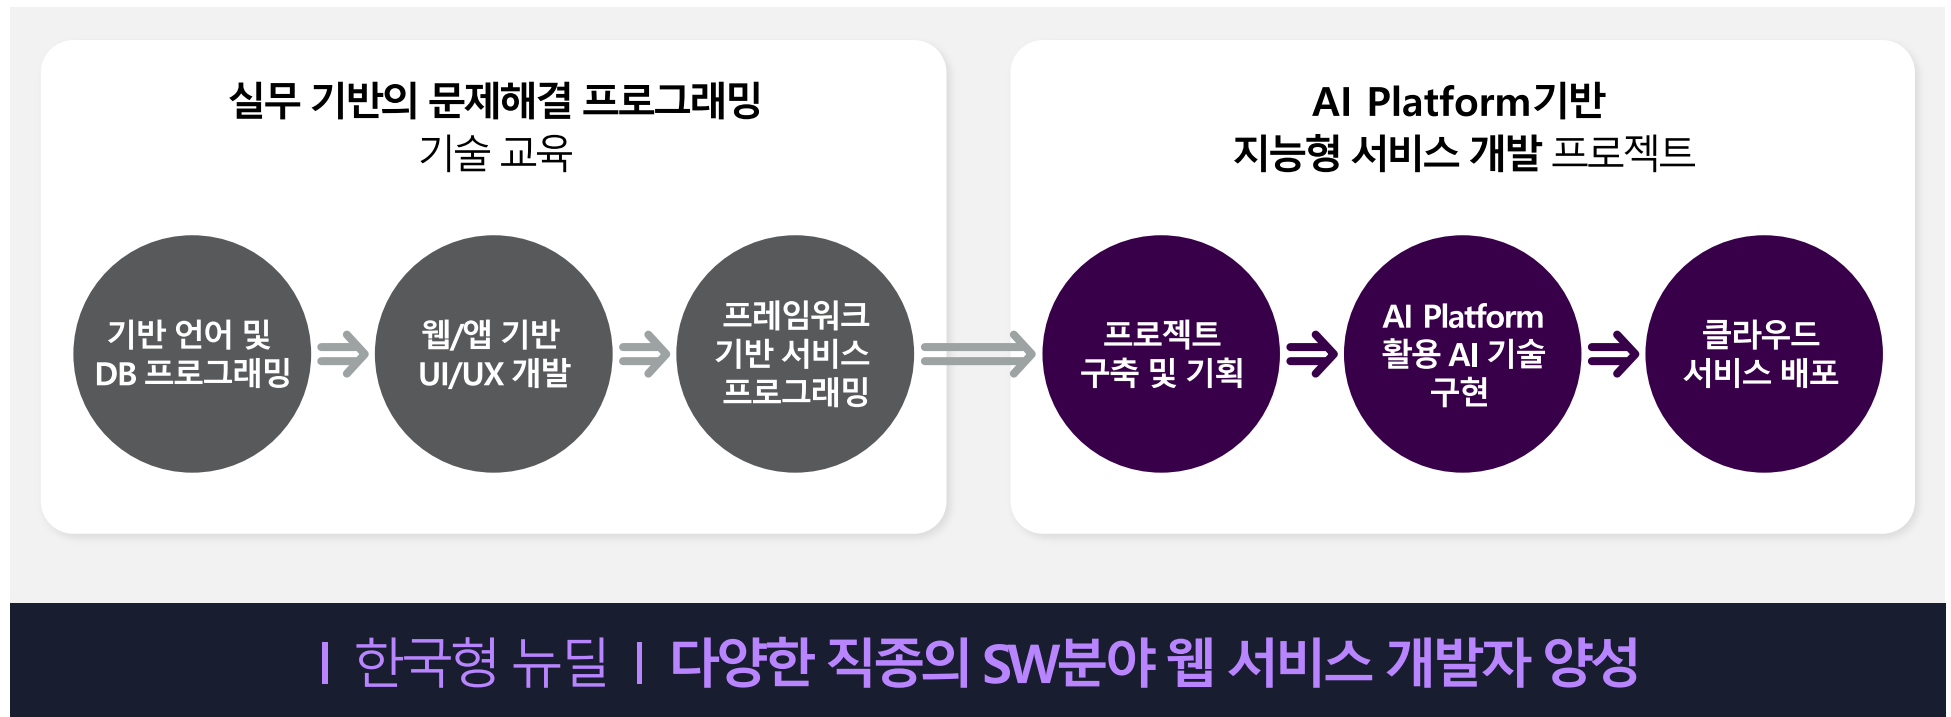 실무 기반의 문제해결 프로그래밍
기술 교육
기반 언어 및
DB 프로그래밍
웹/앱 기반
UI/UX 개발
프레임워크
기반 서비스
프로그래밍
AI Platform기반
지능형 서비스 개발 프로젝트
프로젝트
구축 및 기획
AI Platform
활용 AI 기술
구현
클라우드
서비스 배포
| 한국형 뉴딜 | 다양한 직종의 SW분야 웹 서비스 개발자 양성